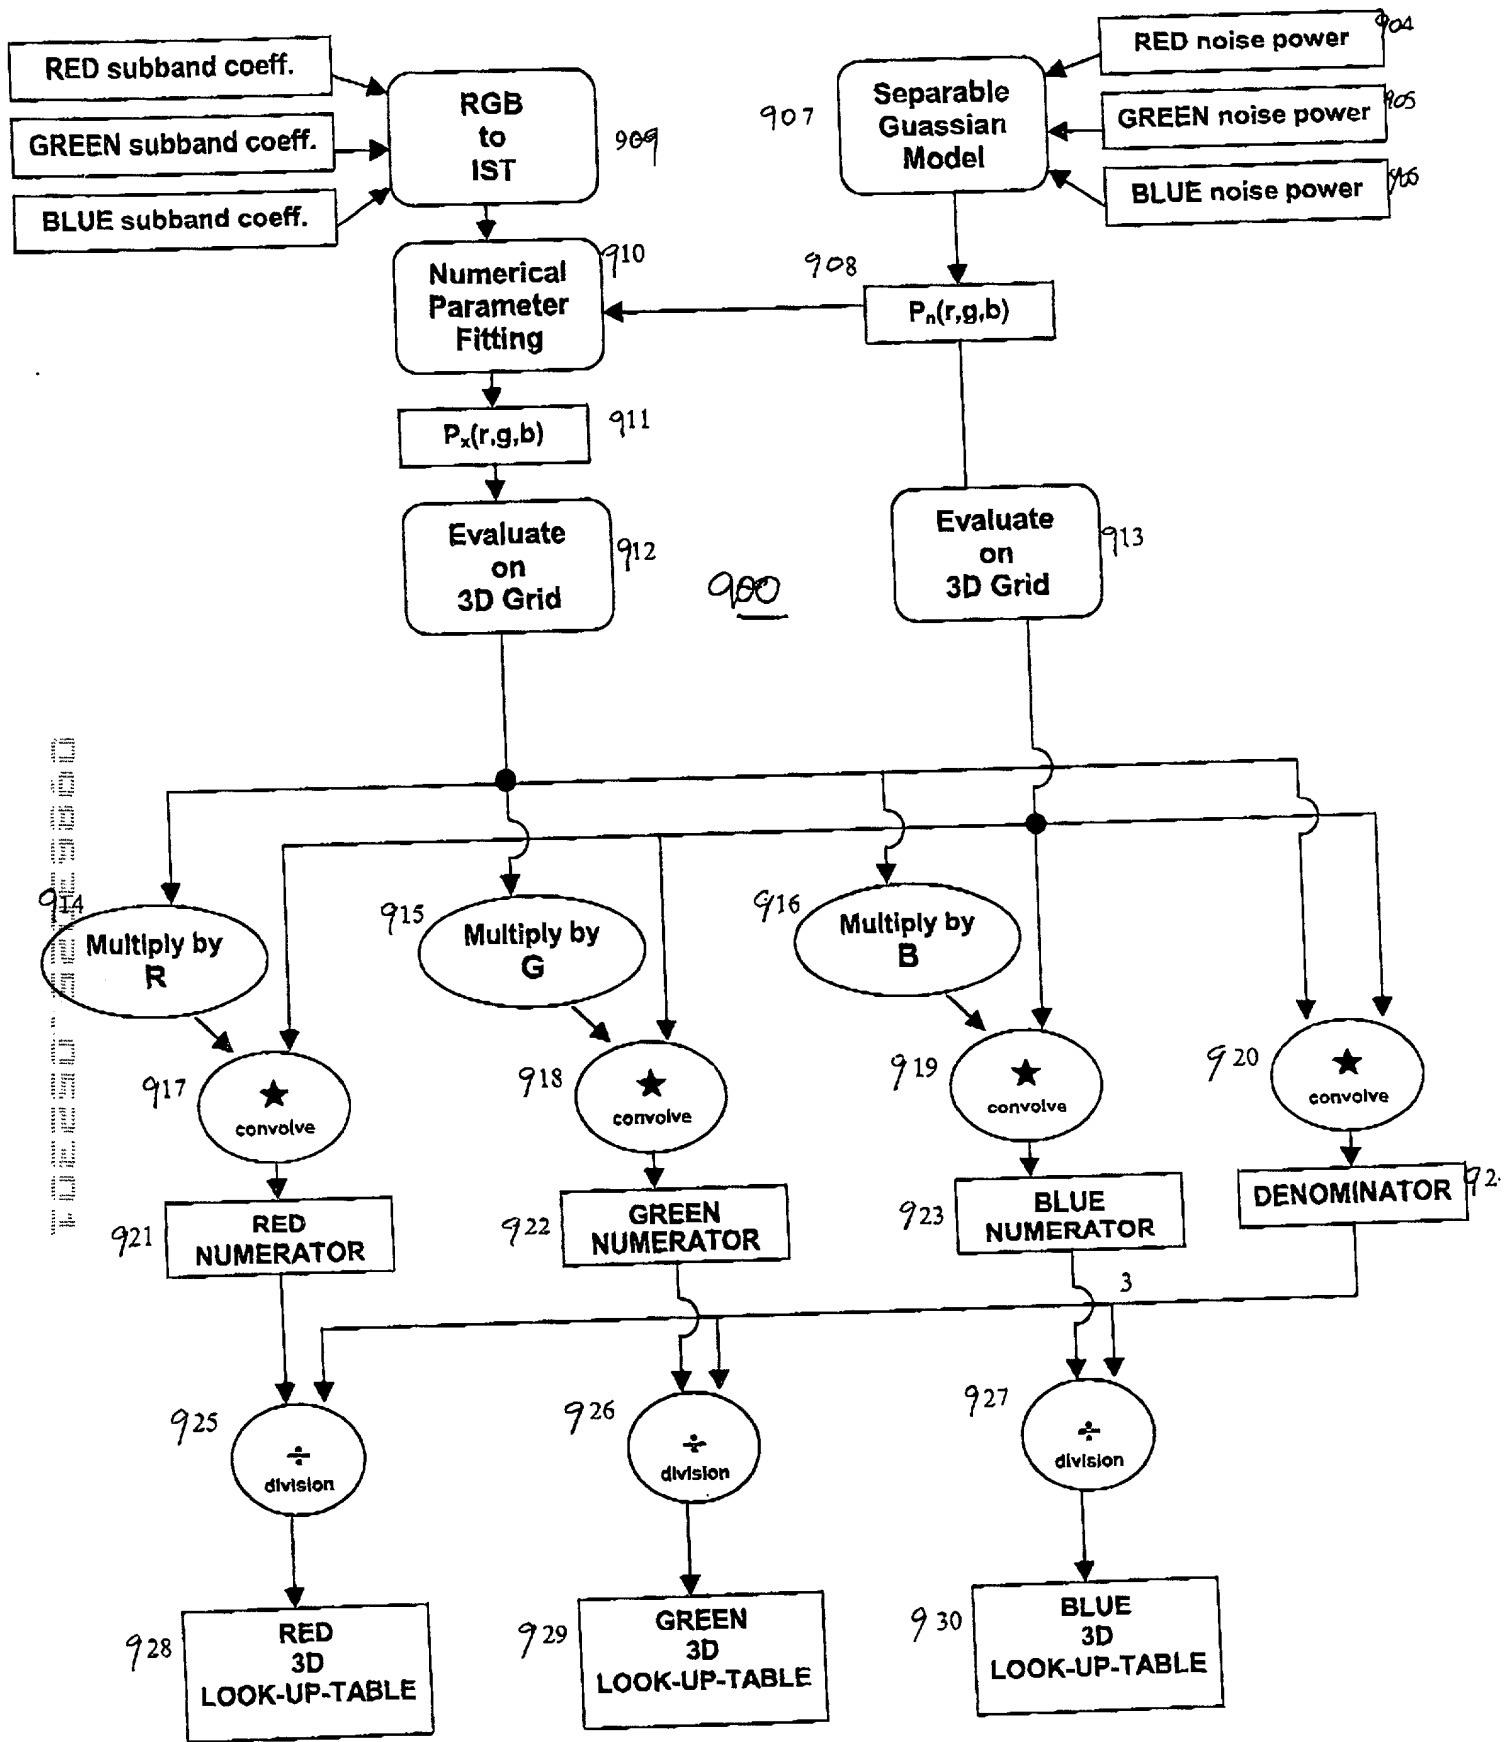 RED subband coeff.
GREEN subband coeff.
BLUE subband coeff.
RGB
to
IST
909
907
Separable
Guassian
Model
RED noise power
904
GREEN noise power
905
BLUE noise power
906
Numerical
Parameter
Fitting
910
908
Pn(r,g,b)
Px(r,g,b)
911
Evaluate
on
3D Grid
912
900
Evaluate
on
3D Grid
913
914
Multiply by
R
915
Multiply by
G
916
Multiply by
B
917
★
convolve
918
★
convolve
919
★
convolve
920
★
convolve
921
RED
NUMERATOR
922
GREEN
NUMERATOR
923
BLUE
NUMERATOR
DENOMINATOR
92
3
925
÷
division
926
÷
division
927
÷
division
928
RED
3D
LOOK-UP-TABLE
929
GREEN
3D
LOOK-UP-TABLE
930
BLUE
3D
LOOK-UP-TABLE